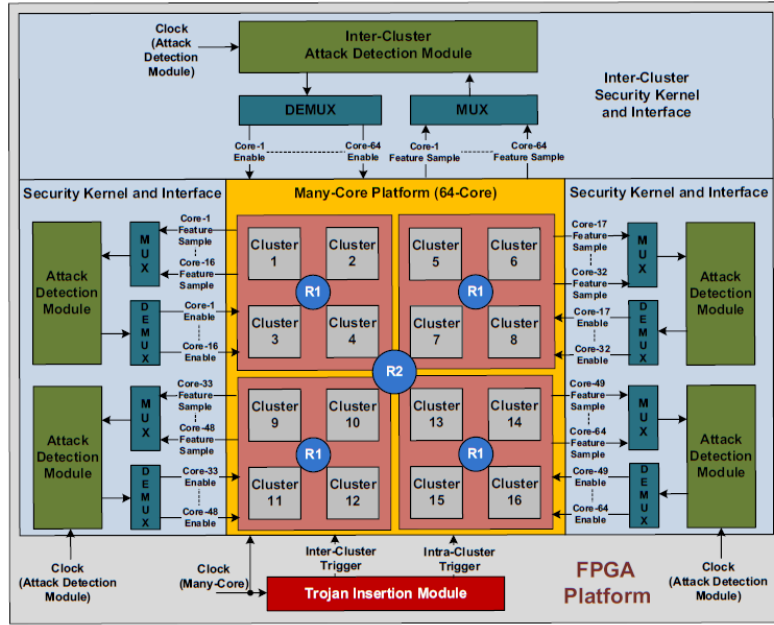 Clock
(Attack
Detection
Module)
Inter-Cluster
Attack Detection Module
Inter-Cluster
Security Kernel
and Interface
DEMUX
MUX
Core-1
Enable
Core-64
Enable
Core-1
Feature Sample
Core-64
Feature Sample
Security Kernel and Interface
Many-Core Platform (64-Core)
Security Kernel and Interface
Attack
Detection
Module
MUX
Core-1
Feature
Sample
Core-16
Feature
Sample
DEMUX
Core-1
Enable
Core-16
Enable
Cluster
1
Cluster
2
R1
Cluster
3
Cluster
4
Cluster
5
Cluster
6
R1
Cluster
7
Cluster
8
Core-17
Feature
Sample
Core-32
Feature
Sample
MUX
Core-17
Enable
Core-32
Enable
DEMUX
Attack
Detection
Module
R2
Attack
Detection
Module
MUX
Core-33
Feature
Sample
Core-48
Feature
Sample
DEMUX
Core-33
Enable
Core-48
Enable
Cluster
9
Cluster
10
R1
Cluster
11
Cluster
12
Cluster
13
Cluster
14
R1
Cluster
15
Cluster
16
Core-49
Feature
Sample
Core-64
Feature
Sample
MUX
Core-49
Enable
Core-64
Enable
DEMUX
Attack
Detection
Module
Clock
(Attack Detection
Module)
Clock
(Many-Core)
Inter-Cluster
Trigger
Intra-Cluster
Trigger
Trojan Insertion Module
FPGA
Platform
Clock
(Attack Detection
Module)